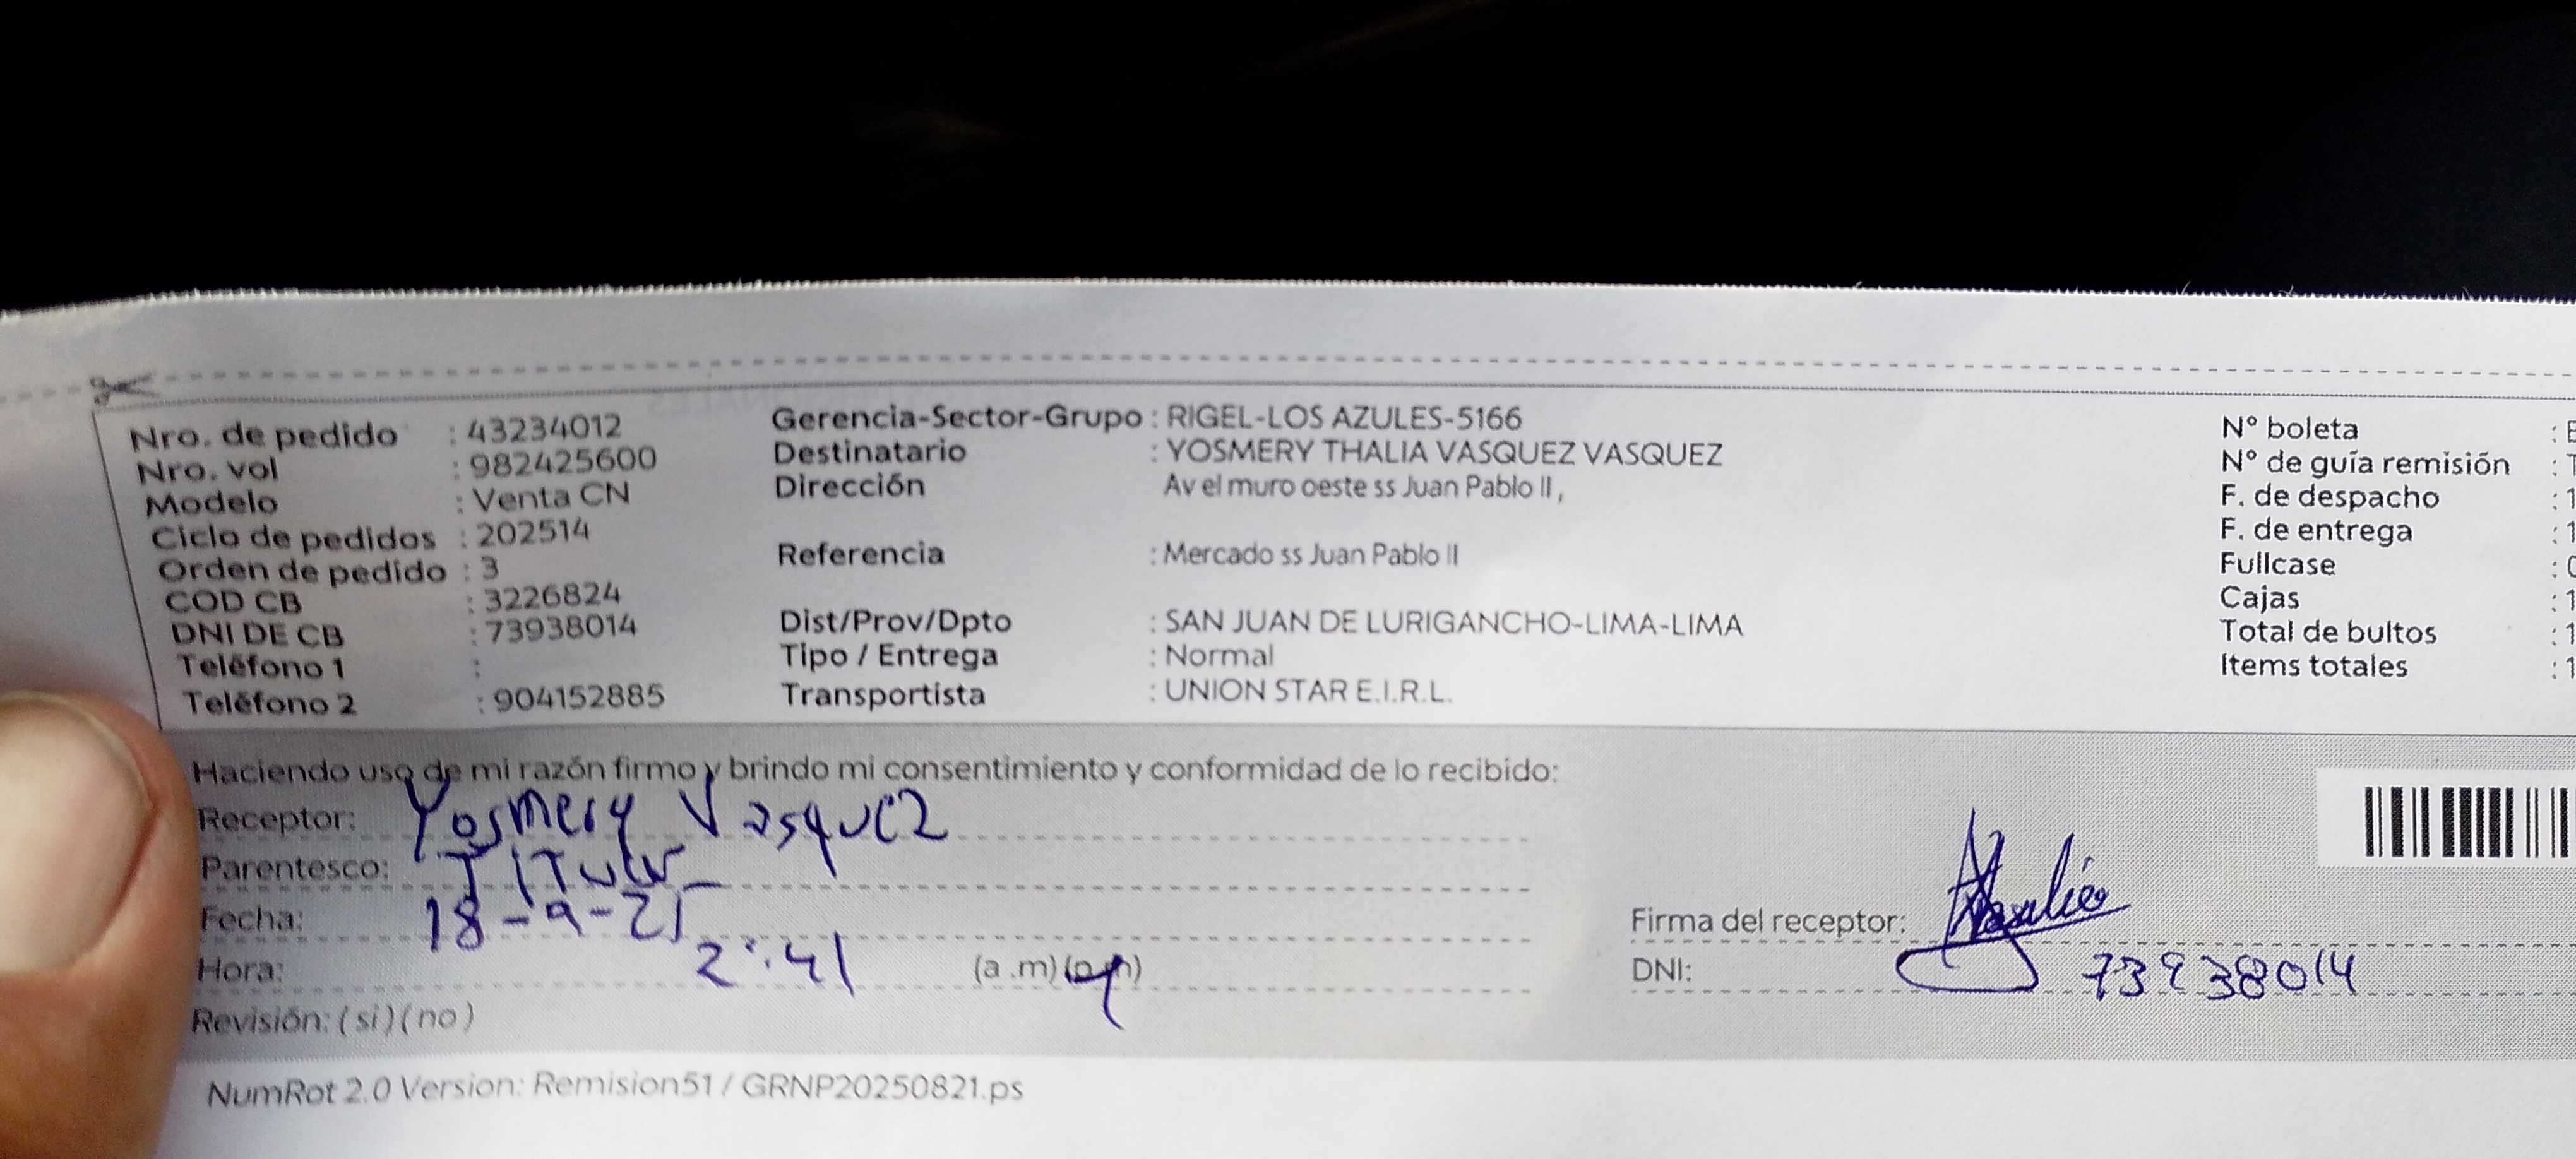 Nro. de pedido : 43234012
Nro. vol : 982425600
Modelo : Venta CN
Ciclo de pedidos : 202514
Orden de pedido : 3
COD CB : 3226824
DNI DE CB : 73938014
Teléfono 1 :
Teléfono 2 : 904152885
Gerencia-Sector-Grupo : RIGEL-LOS AZULES-5166
Destinatario : YOSMERY THALIA VASQUEZ VASQUEZ
Dirección Av el muro oeste ss Juan Pablo II ,
Referencia : Mercado ss Juan Pablo II
Dist/Prov/Dpto : SAN JUAN DE LURIGANCHO-LIMA-LIMA
Tipo / Entrega : Normal
Transportista : UNION STAR E.I.R.L.
N° boleta :
N° de guía remisión :
F. de despacho : 1
F. de entrega : 1
Fullcase :
Cajas : 1
Total de bultos : 1
Items totales : 1
Haciendo uso de mi razón firmo y brindo mi consentimiento y conformidad de lo recibido:
Receptor: Yosmery Vasquez
Parentesco: Titular
Fecha: 18-9-25
Hora: 2:41 (a .m) (p.m)
Revisión: ( si ) ( no )
Firma del receptor:
DNI: 73938014
NumRot 2.0 Version: Remision51 / GRNP20250821.ps